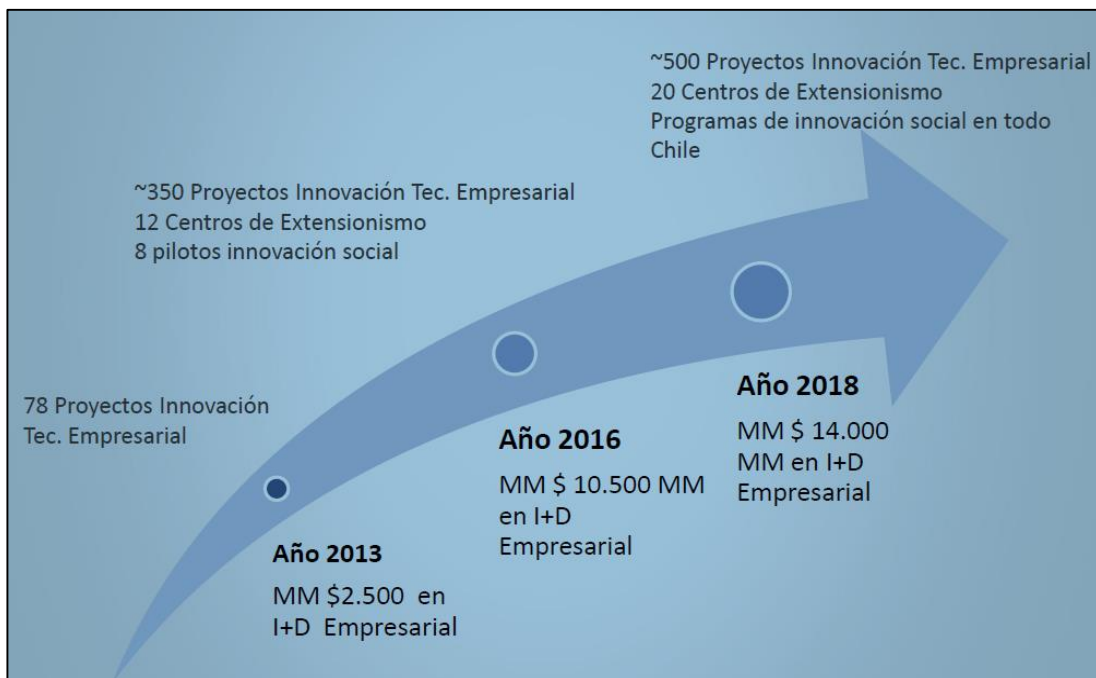 ~500 Proyectos Innovación Tec. Empresarial
20 Centros de Extensionismo
Programas de innovación social en todo
Chile
~350 Proyectos Innovación Tec. Empresarial
12 Centros de Extensionismo
8 pilotos innovación social
78 Proyectos Innovación
Tec. Empresarial
Año 2013
MM $2.500 en
I+D Empresarial
Año 2016
MM $ 10.500 MM
en I+D
Empresarial
Año 2018
MM $ 14.000
MM en I+D
Empresarial